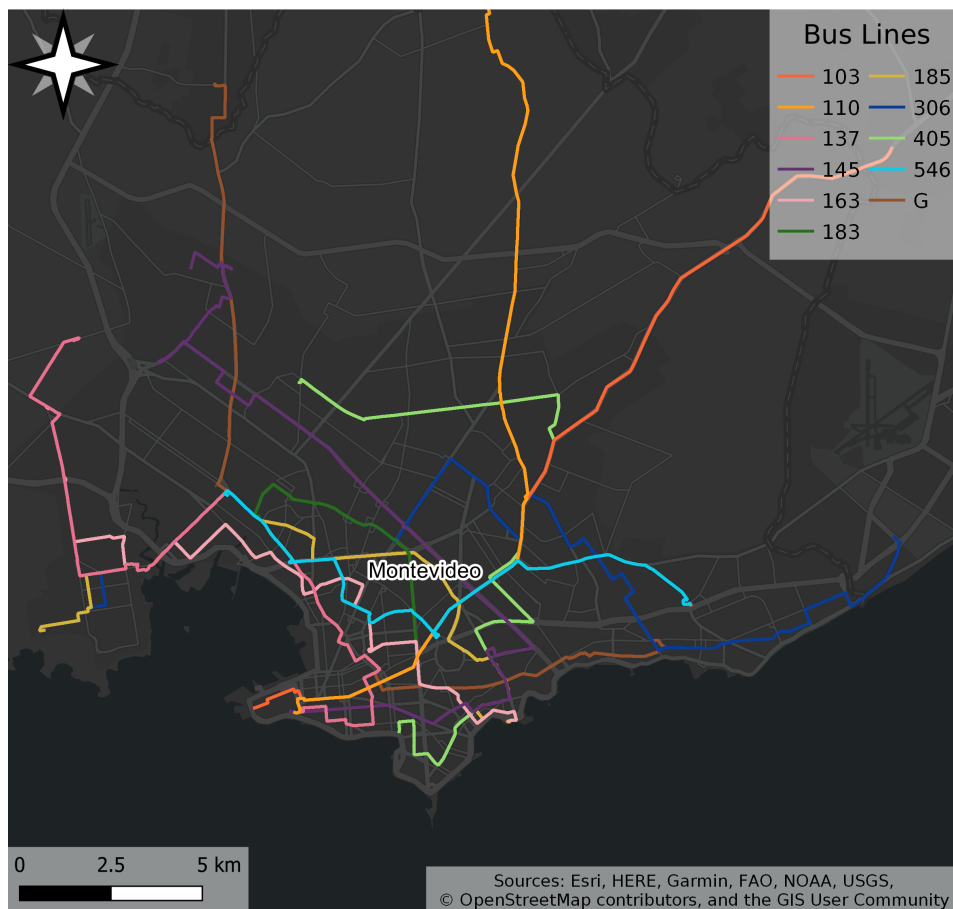 Bus Lines
103 185
110 306
137 405
145 546
163 G
183
Montevideo
0 2.5 5 km
Sources: Esri, HERE, Garmin, FAO, NOAA, USGS,
© OpenStreetMap contributors, and the GIS User Community